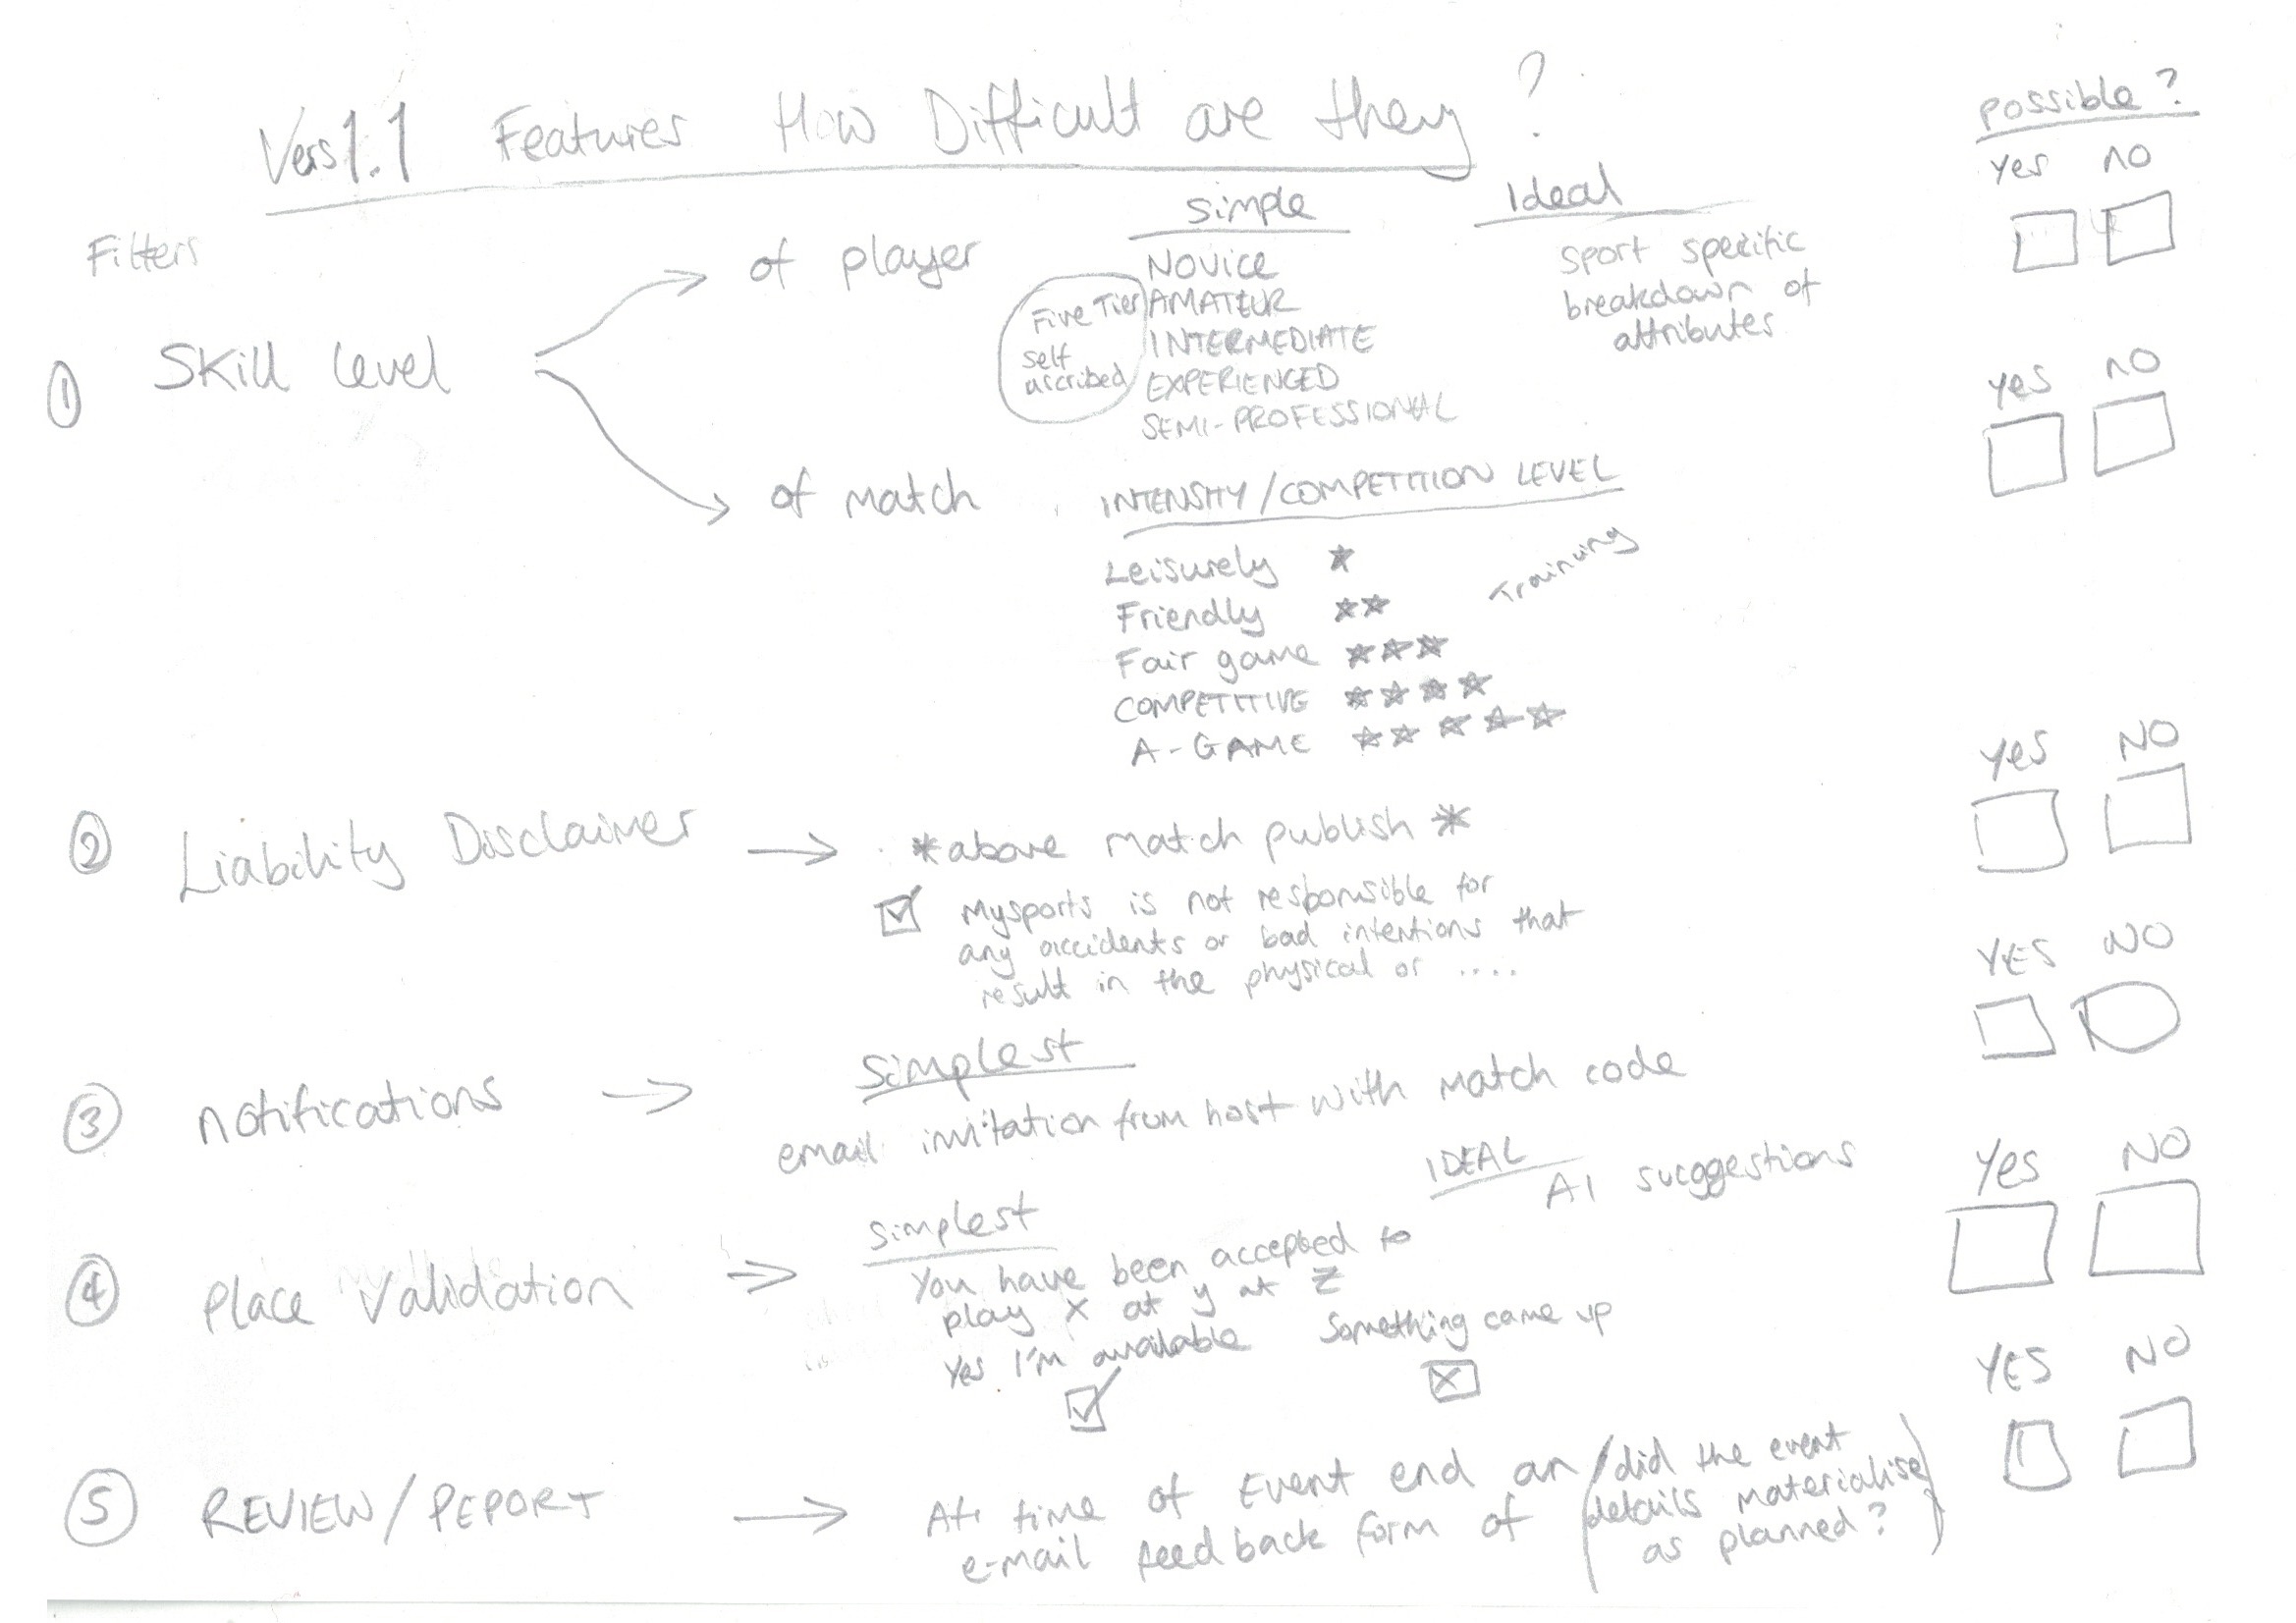 Vers 1.1 Features How Difficult are they?
possible?
yes no
Filters
① Skill level
of player
Simple
NOVICE
AMATEUR
INTERMEDIATE
EXPERIENCED
SEMI-PROFESSIONAL
Five Tier
self
ascribed
Ideal
Sport specific
breakdown of
attributes
yes no
of match
INTENSITY/COMPETITION LEVEL
Leisurely ★
Friendly ★★
Fair game ★★★
COMPETITIVE ★★★★
A-GAME ★★★★★
Training
yes NO
② Liability Disclaimer
*above match publish*
Mysports is not responsible for
any accidents or bad intentions that
result in the physical or ....
YES NO
③ notifications
Simplest
email invitation from host with match code
IDEAL
AI suggestions
Yes NO
④ Place Validation
Simplest
You have been accepted to
play X at y at Z
Yes I'm available Something came up
YES NO
⑤ REVIEW/REPORT
At time of Event end an
e-mail feedback form of
(did the event
details materialise
as planned?)